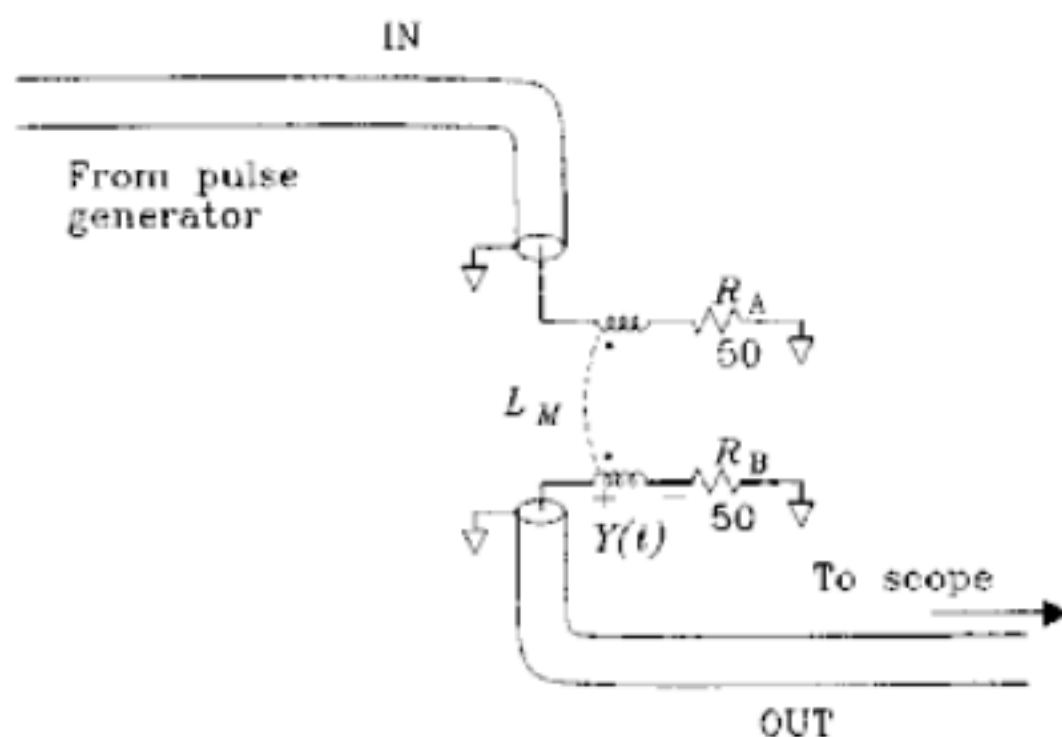 IN
From pulse
generator
R A
50
L M
R B
+ −
50
Y(t)
To scope
OUT